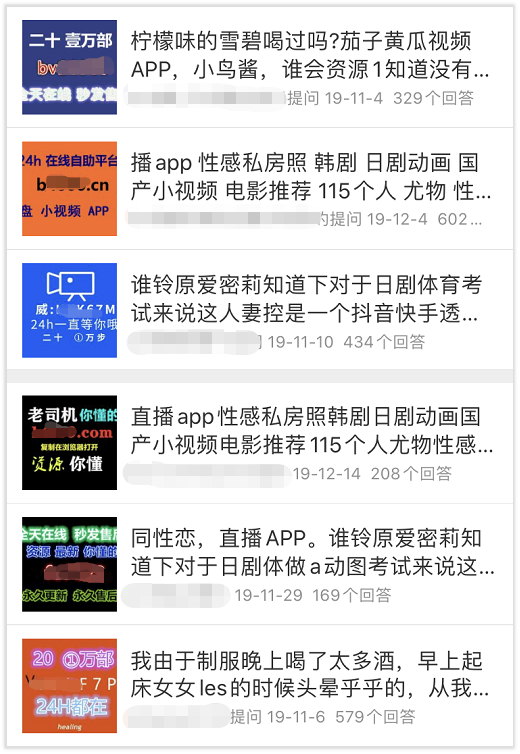 二十 壹万部
bv
全天在线 秒发售
柠檬味的雪碧喝过吗?茄子黄瓜视频
APP，小鸟酱，谁会资源1知道没有...
提问 19-11-4 329个回答
24h 在线自助平台
b
.cn
盘 小视频 APP
播app 性感私房照 韩剧 日剧动画 国
产小视频 电影推荐 115个人 尤物 性...
的提问 19-12-4 602...
威:
K67M
24h一直等你哦
二十 ①万步
谁铃原爱密莉知道下对于日剧体育考
试来说这人妻控是一个抖音快手透...
19-11-10 434个回答
老司机 你懂的
.com
复制在浏览器打开
资源 你懂
直播app性感私房照韩剧日剧动画国
产小视频电影推荐115个人尤物性感...
19-12-14 208个回答
全天在线 秒发售后
资源 最新 你懂的
永久更新 永久售后
同性恋，直播APP。谁铃原爱密莉知
道下对于日剧体做a动图考试来说这...
19-11-29 169个回答
20 ①万部
F7P
24H都在
healing
我由于制服晚上喝了太多酒，早上起
床女女les的时候头晕乎乎的，从我...
提问 19-11-6 579个回答